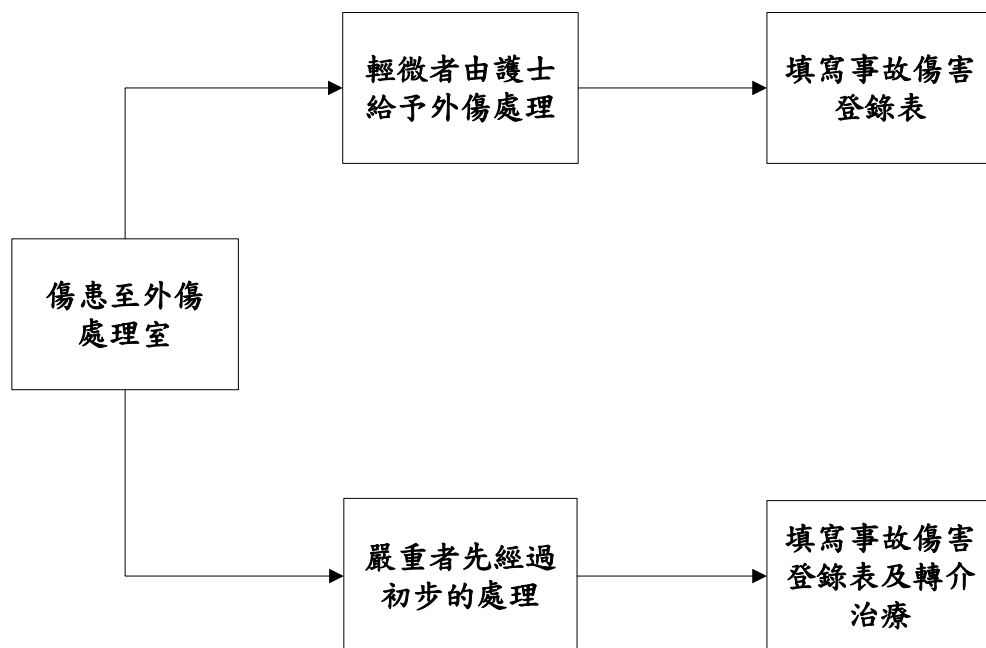 輕微者由護士
給予外傷處理
填寫事故傷害
登錄表
傷患至外傷
處理室
嚴重者先經過
初步的處理
填寫事故傷害
登錄表及轉介
治療